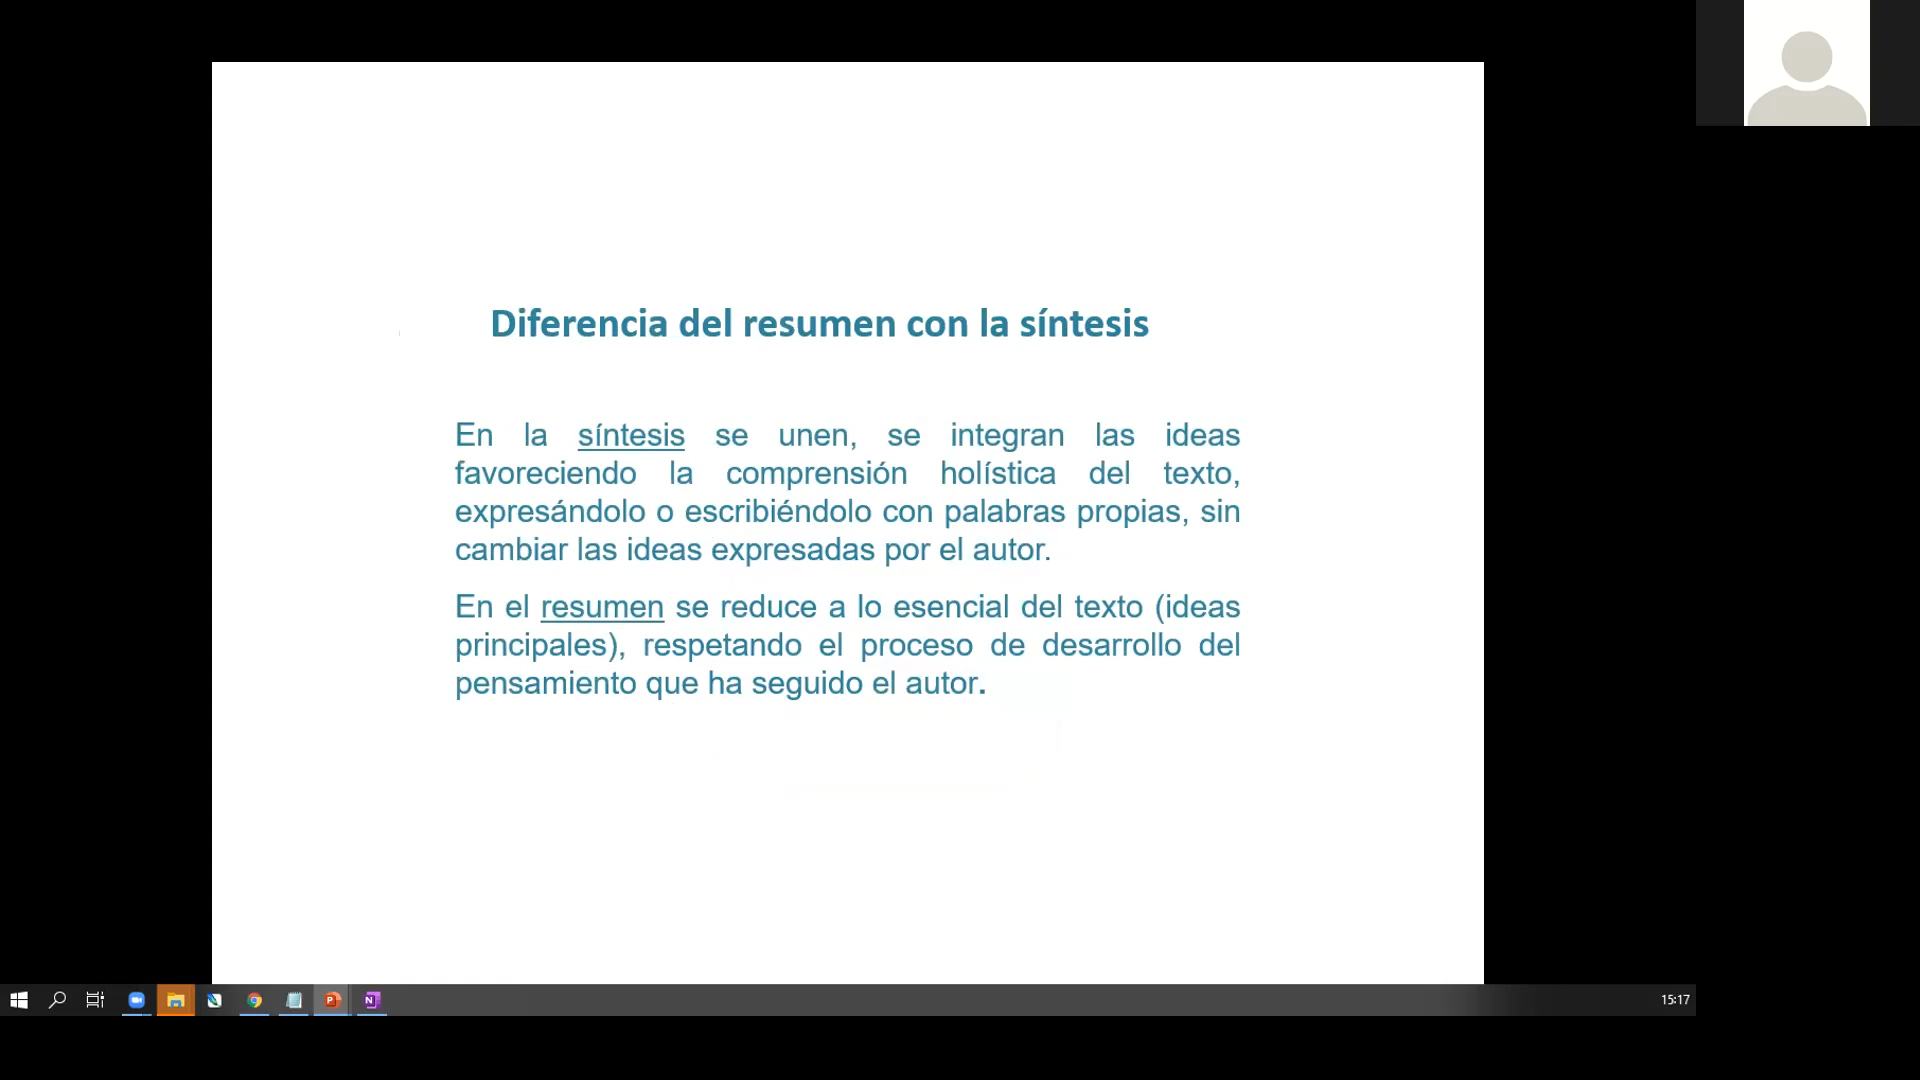 Diferencia del resumen con la síntesis
En la síntesis se unen, se integran las ideas
favoreciendo la comprensión holística del texto,
expresándolo o escribiéndolo con palabras propias, sin
cambiar las ideas expresadas por el autor.
En el resumen se reduce a lo esencial del texto (ideas
principales), respetando el proceso de desarrollo del
pensamiento que ha seguido el autor.
15:17